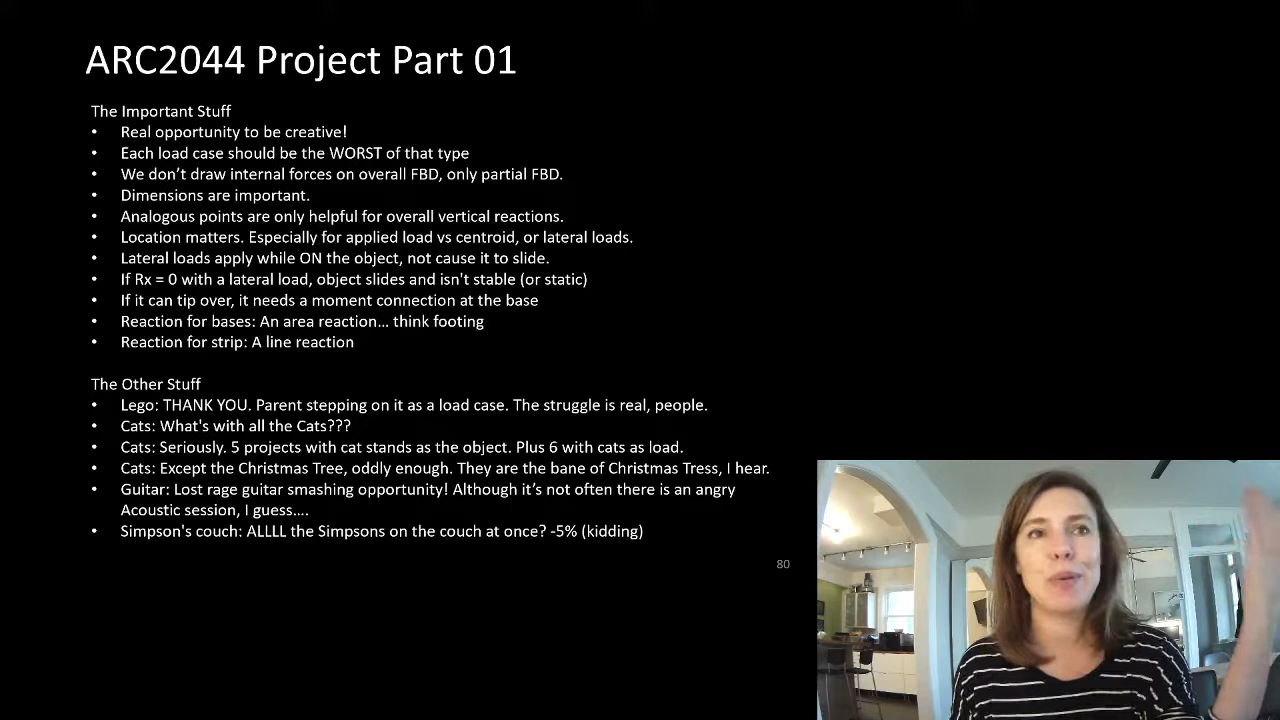 ARC2044 Project Part 01
The Important Stuff
• Real opportunity to be creative!
• Each load case should be the WORST of that type
• We don't draw internal forces on overall FBD, only partial FBD.
• Dimensions are important.
• Analogous points are only helpful for overall vertical reactions.
• Location matters. Especially for applied load vs centroid, or lateral loads.
• Lateral loads apply while ON the object, not cause it to slide.
• If Rx = 0 with a lateral load, object slides and isn't stable (or static)
• If it can tip over, it needs a moment connection at the base
• Reaction for bases: An area reaction... think footing
• Reaction for strip: A line reaction
The Other Stuff
• Lego: THANK YOU. Parent stepping on it as a load case. The struggle is real, people.
• Cats: What's with all the Cats???
• Cats: Seriously. 5 projects with cat stands as the object. Plus 6 with cats as load.
• Cats: Except the Christmas Tree, oddly enough. They are the bane of Christmas Tress, I hear.
• Guitar: Lost rage guitar smashing opportunity! Although it's not often there is an angry
Acoustic session, I guess....
• Simpson's couch: ALLLL the Simpsons on the couch at once? -5% (kidding)
80